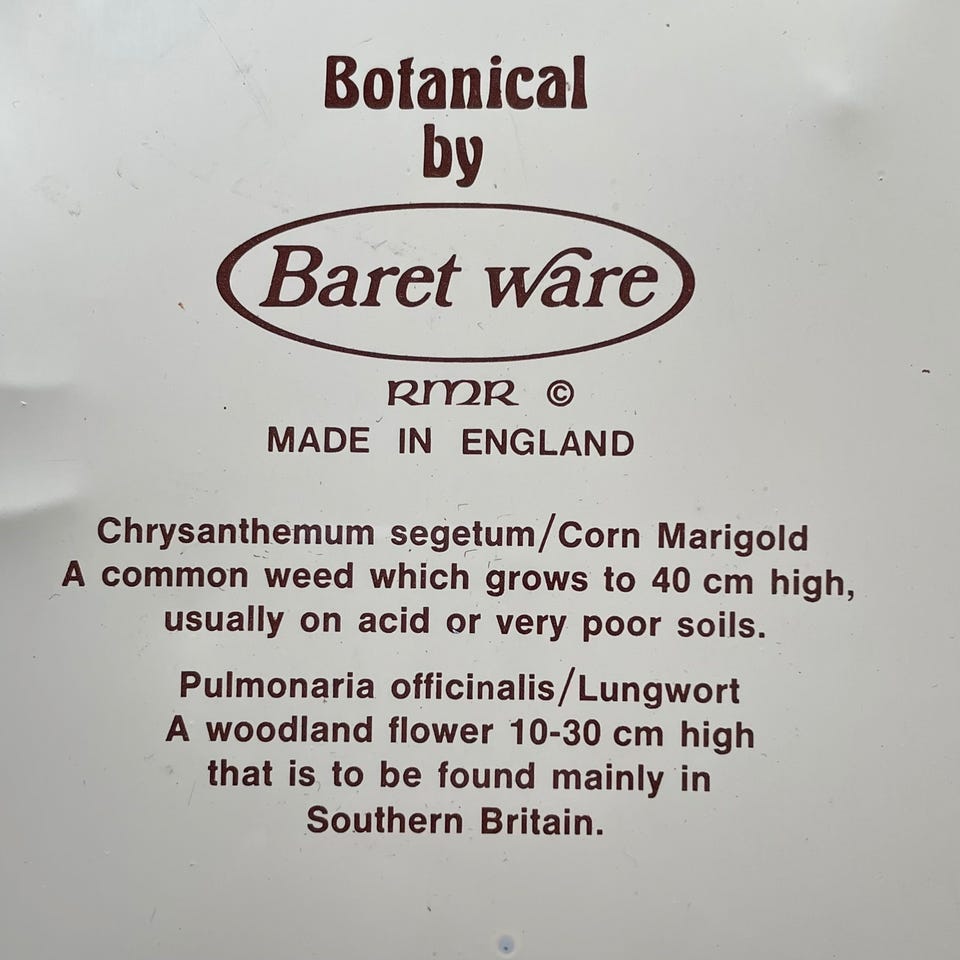 Botanical
by
Baret ware
RMR ©
MADE IN ENGLAND
Chrysanthemum segetum/Corn Marigold
A common weed which grows to 40 cm high,
usually on acid or very poor soils.
Pulmonaria officinalis/Lungwort
A woodland flower 10-30 cm high
that is to be found mainly in
Southern Britain.